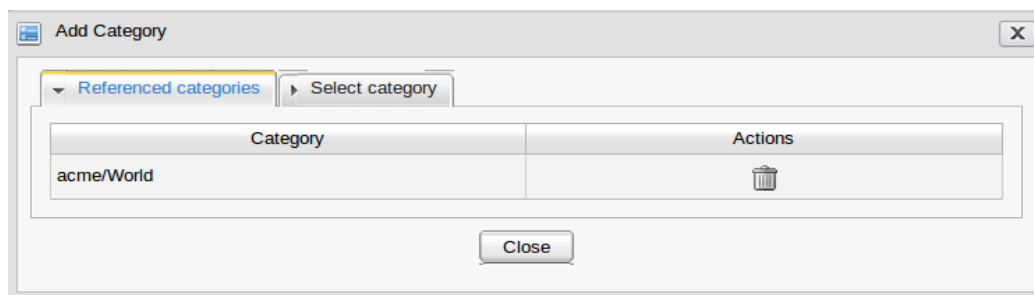 Add Category
X
Referenced categories
Select category
Category
Actions
acme/World
Close